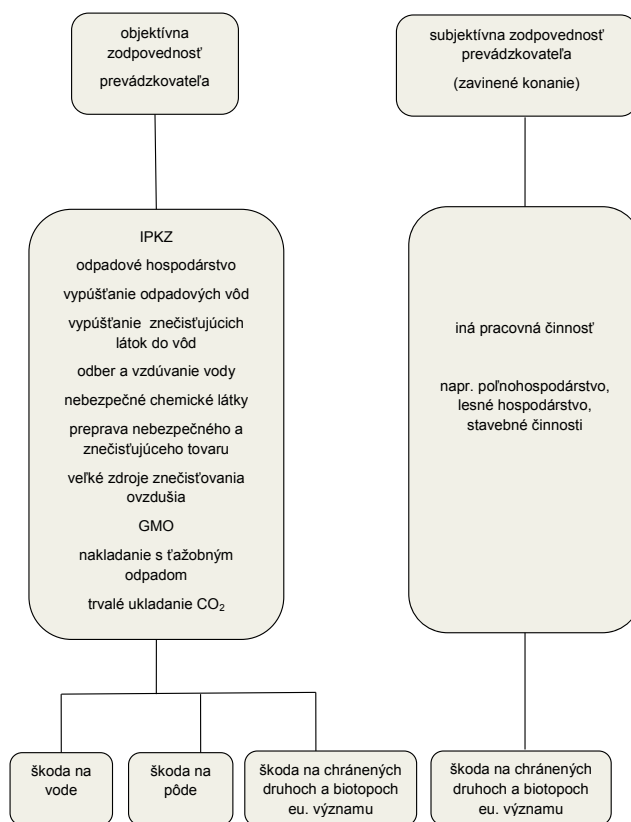 objektívna
zodpovednosť
prevádzkovateľa
subjektívna zodpovednosť
prevádzkovateľa
(zavinené konanie)
IPKZ
odpadové hospodárstvo
vypúšťanie odpadových vôd
vypúšťanie znečisťujúcich
látok do vôd
odber a vzdúvanie vody
nebezpečné chemické látky
preprava nebezpečného a
znečisťujúceho tovaru
veľké zdroje znečisťovania
ovzdušia
GMO
nakladanie s ťažobným
odpadom
trvalé ukladanie CO₂
iná pracovná činnosť
napr. poľnohospodárstvo,
lesné hospodárstvo,
stavebné činnosti
škoda na
vode
škoda na
pôde
škoda na chránených
druhoch a biotopoch
eu. významu
škoda na chránených
druhoch a biotopoch
eu. významu